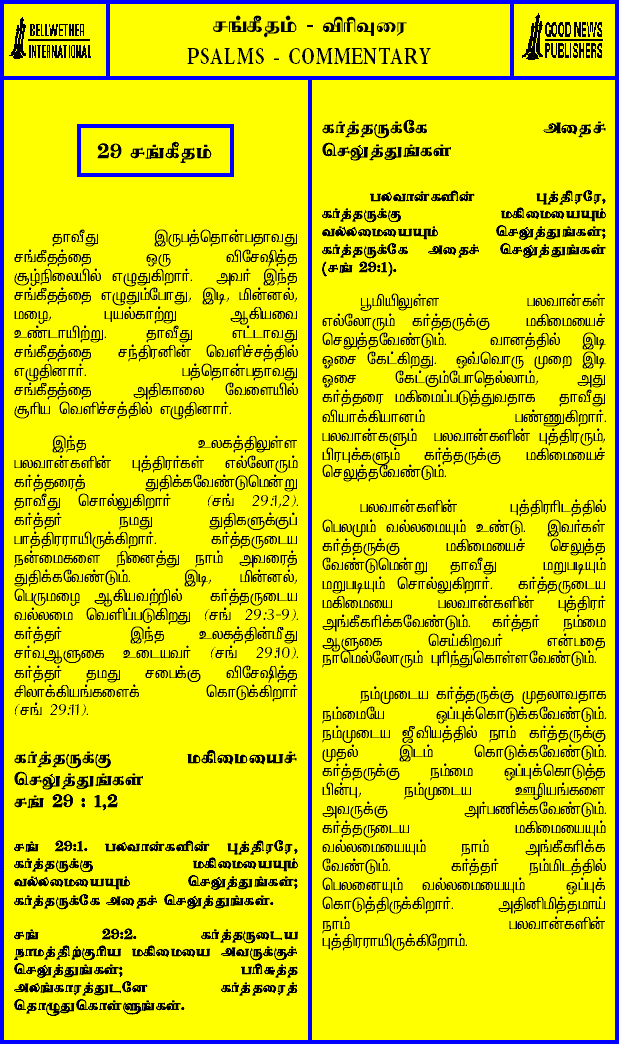 BELLWETHER
INTERNATIONAL
சங்கீதம் - விரிவுரை
PSALMS - COMMENTARY
GOOD NEWS
PUBLISHERS
29 சங்கீதம்
தாவீது இருபத்தொன்பதாவது
சங்கீதத்தை ஒரு விசேஷித்த
சூழ்நிலையில் எழுதுகிறார். அவர் இந்த
சங்கீதத்தை எழுதும்போது, இடி, மின்னல்,
மழை, புயல்காற்று ஆகியவை
உண்டாயிற்று. தாவீது எட்டாவது
சங்கீதத்தை சந்திரனின் வெளிச்சத்தில்
எழுதினார். பத்தொன்பதாவது
சங்கீதத்தை அதிகாலை வேளையில்
சூரிய வெளிச்சத்தில் எழுதினார்.
இந்த உலகத்திலுள்ள
பலவான்களின் புத்திரர்கள் எல்லோரும்
கர்த்தரைத் துதிக்கவேண்டுமென்று
தாவீது சொல்லுகிறார் (சங் 29:1,2).
கர்த்தர் நமது துதிகளுக்குப்
பாத்திரராயிருக்கிறார். கர்த்தருடைய
நன்மைகளை நினைத்து நாம் அவரைத்
துதிக்கவேண்டும். இடி, மின்னல்,
பெருமழை ஆகியவற்றில் கர்த்தருடைய
வல்லமை வெளிப்படுகிறது (சங் 29:3-9).
கர்த்தர் இந்த உலகத்தின்மீது
சர்வஆளுகை உடையவர் (சங் 29:10).
கர்த்தர் தமது சபைக்கு விசேஷித்த
சிலாக்கியங்களைக் கொடுக்கிறார்
(சங் 29:11).
கர்த்தருக்கு மகிமையைச்
செலுத்துங்கள்
சங் 29 : 1,2
சங் 29:1. பலவான்களின் புத்திரரே,
கர்த்தருக்கு மகிமையையும்
வல்லமையையும் செலுத்துங்கள்;
கர்த்தருக்கே அதைச் செலுத்துங்கள்.
சங் 29:2. கர்த்தருடைய
நாமத்திற்குரிய மகிமையை அவருக்குச்
செலுத்துங்கள்; பரிசுத்த
அலங்காரத்துடனே கர்த்தரைத்
தொழுதுகொள்ளுங்கள்.
கர்த்தருக்கே அதைச்
செலுத்துங்கள்
பலவான்களின் புத்திரரே,
கர்த்தருக்கு மகிமையையும்
வல்லமையையும் செலுத்துங்கள்;
கர்த்தருக்கே அதைச் செலுத்துங்கள்
(சங் 29:1).
பூமியிலுள்ள பலவான்கள்
எல்லோரும் கர்த்தருக்கு மகிமையைச்
செலுத்தவேண்டும். வானத்தில் இடி
ஓசை கேட்கிறது. ஒவ்வொரு முறை இடி
ஓசை கேட்கும்போதெல்லாம், அது
கர்த்தரை மகிமைப்படுத்துவதாக தாவீது
வியாக்கியானம் பண்ணுகிறார்.
பலவான்களும் பலவான்களின் புத்திரரும்,
பிரபுக்களும் கர்த்தருக்கு மகிமையைச்
செலுத்தவேண்டும்.
பலவான்களின் புத்திரரிடத்தில்
பெலமும் வல்லமையும் உண்டு. இவர்கள்
கர்த்தருக்கு மகிமையைச் செலுத்த
வேண்டுமென்று தாவீது மறுபடியும்
மறுபடியும் சொல்லுகிறார். கர்த்தருடைய
மகிமையை பலவான்களின் புத்திரர்
அங்கீகரிக்கவேண்டும். கர்த்தர் நம்மை
ஆளுகை செய்கிறவர் என்பதை
நாமெல்லோரும் புரிந்துகொள்ளவேண்டும்.
நம்முடைய கர்த்தருக்கு முதலாவதாக
நம்மையே ஒப்புக்கொடுக்கவேண்டும்.
நம்முடைய ஜீவியத்தில் நாம் கர்த்தருக்கு
முதல் இடம் கொடுக்கவேண்டும்.
கர்த்தருக்கு நம்மை ஒப்புக்கொடுத்த
பின்பு, நம்முடைய ஊழியங்களை
அவருக்கு அர்பணிக்கவேண்டும்.
கர்த்தருடைய மகிமையையும்
வல்லமையையும் நாம் அங்கீகரிக்க
வேண்டும். கர்த்தர் நம்மிடத்தில்
பெலனையும் வல்லமையையும் ஒப்புக்
கொடுத்திருக்கிறார். அதினிமித்தமாய்
நாம் பலவான்களின்
புத்திரராயிருக்கிறோம்.